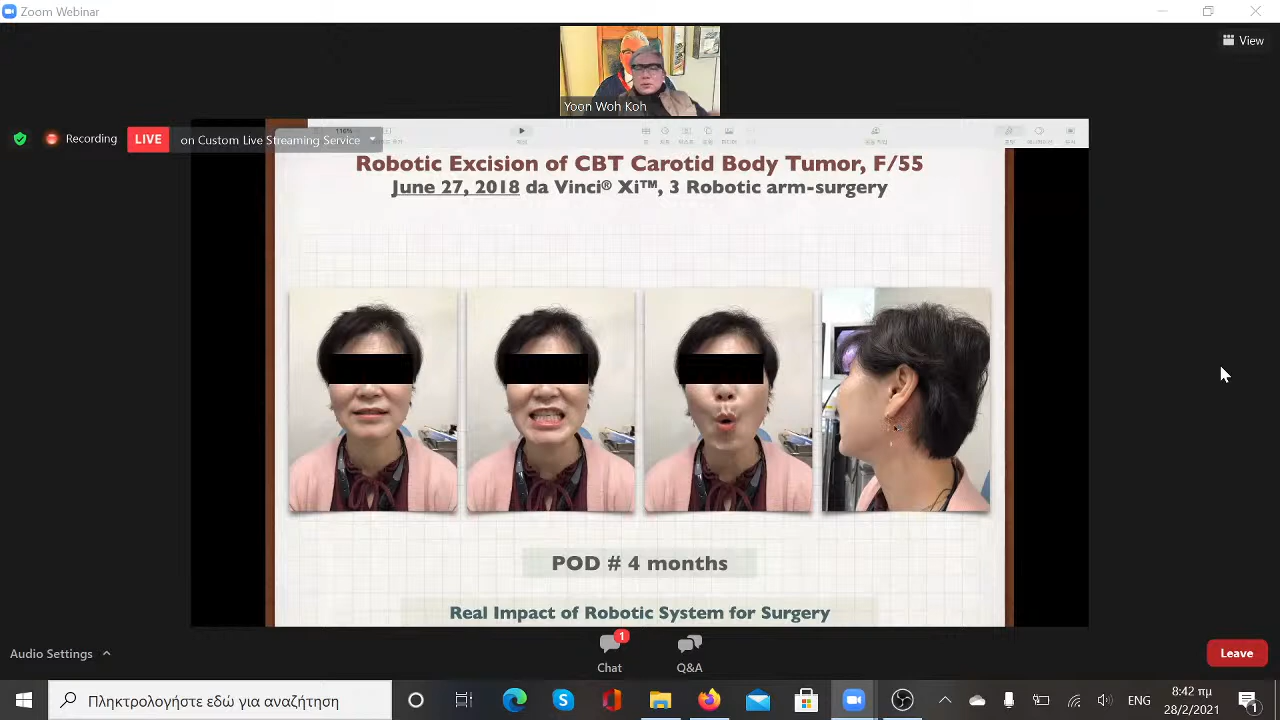 Zoom Webinar
View
Yoon Woh Koh
Recording
LIVE
on Custom Live Streaming Service
116%
Robotic Excision of CBT Carotid Body Tumor, F/55
June 27, 2018 da Vinci® Xi™, 3 Robotic arm-surgery
POD # 4 months
Real Impact of Robotic System for Surgery
Audio Settings
1
Chat
Q&A
Leave
Πληκτρολογήστε εδώ για αναζήτηση
ENG
8:42 πμ
28/2/2021
1